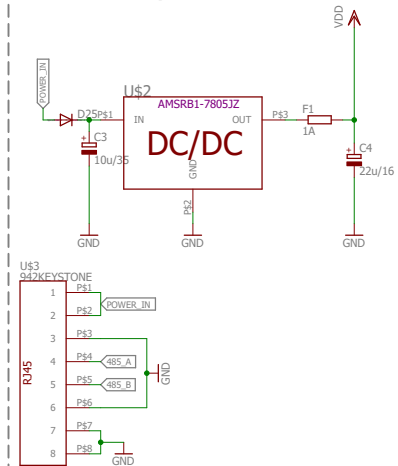 VDD
POWER_IN
U$2
AMSRB1-7805JZ
D25
P$1
IN
OUT
P$3
F1
1A
DC/DC
GND
P$2
C3
10u/35
C4
22u/16
GND
GND
GND
U$3
942KEYSTONE
RJ45
1 P$1
POWER_IN
2 P$2
3 P$3
4 P$4 485_A
GND
5 P$5 485_B
6 P$6
7 P$7
8 P$8
GND